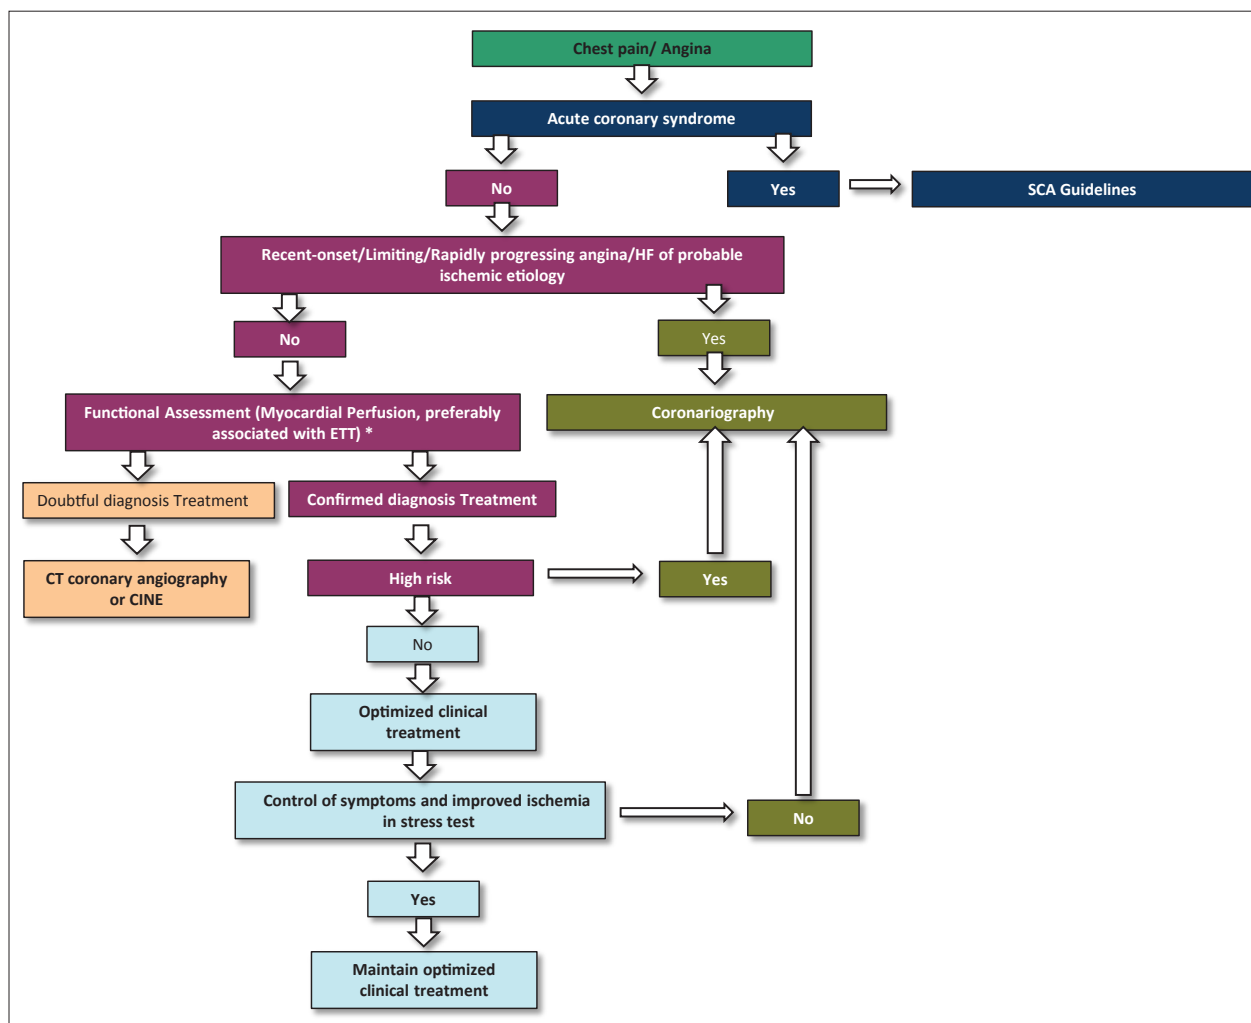 Chest pain/ Angina
Acute coronary syndrome
No
Yes
SCA Guidelines
Recent-onset/Limiting/Rapidly progressing angina/HF of probable
ischemic etiology
No
Yes
Functional Assessment (Myocardial Perfusion, preferably
associated with ETT) *
Coronariography
Doubtful diagnosis Treatment
Confirmed diagnosis Treatment
CT coronary angiography
or CINE
High risk
Yes
No
Optimized clinical
treatment
Control of symptoms and improved ischemia
in stress test
No
Yes
Maintain optimized
clinical treatment